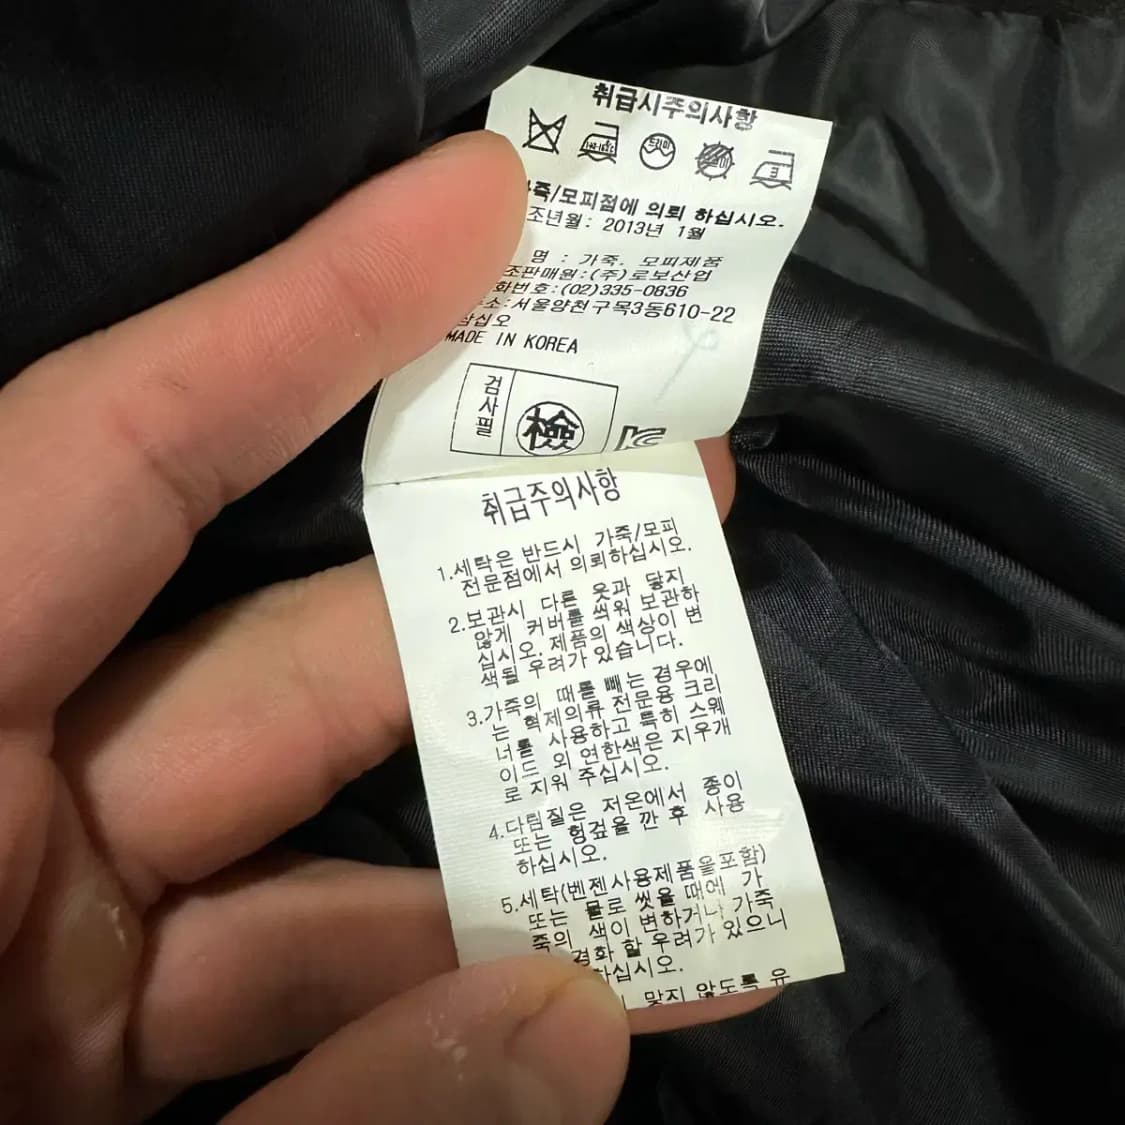 취급시주의사항
가죽/모피점에 의뢰 하십시오.
조년월: 2013년 1월
명 : 가죽. 모피제품
조판매원:(주)로보산업
화번호:(02)335-0836
소:서울양천구목3동610-22
십시오
MADE IN KOREA
검사필
檢
KC
취급주의사항
1.세탁은 반드시 가죽/모피
전문점에서 의뢰하십시오.
2.보관시 다른 옷과 닿지
않게 커버를 씌워 보관하
십시오. 제품의 색상이 변
색될 우려가 있습니다.
3.가죽의 때를 빼는 경우에
는 혁제의류 전문용 크리
너를 사용하고 특히 스웨
이드 외 연한색은 지우개
로 지워 주십시오.
4.다림질은 저온에서 종이
또는 헝겊을 깐 후 사용
하십시오.
5.세탁(벤젠사용제품을포함)
또는 물로 씻을 때에 가
죽의 색이 변하거나 가죽
경화 할 우려가 있으니
하십시오.
맞지 않도록 유